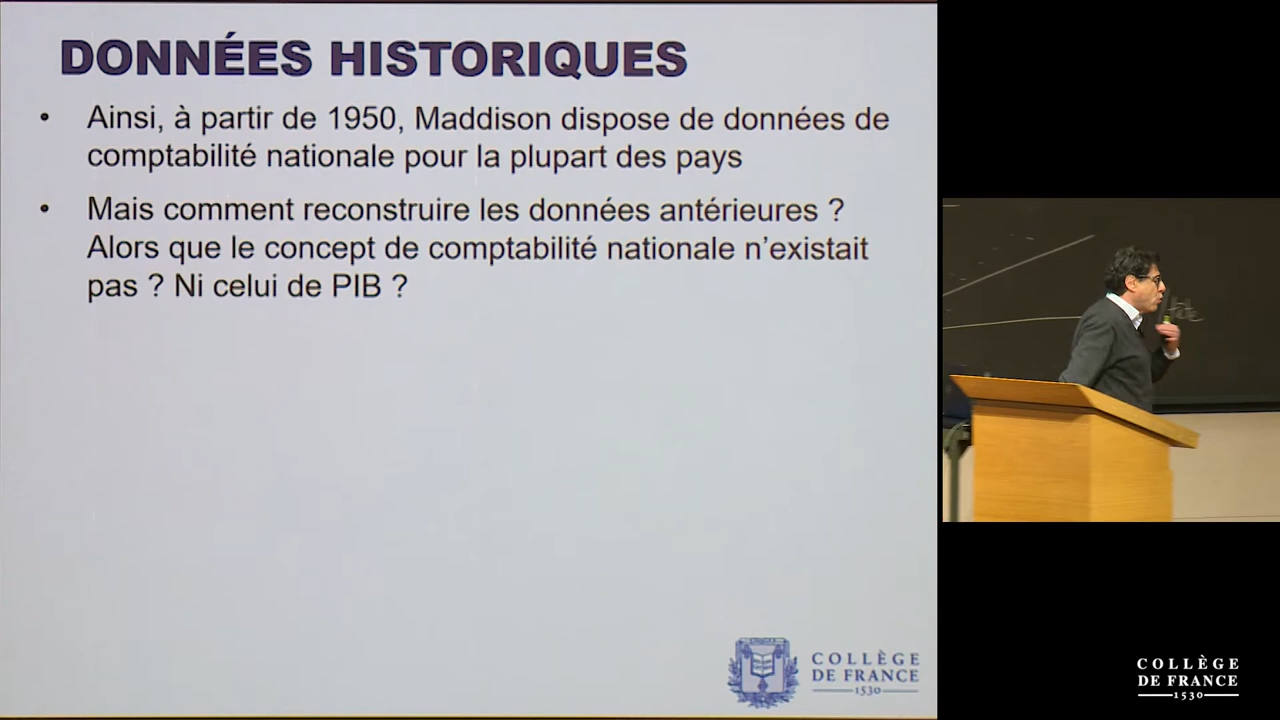 DONNÉES HISTORIQUES
• Ainsi, à partir de 1950, Maddison dispose de données de
comptabilité nationale pour la plupart des pays
• Mais comment reconstruire les données antérieures ?
Alors que le concept de comptabilité nationale n’existait
pas ? Ni celui de PIB ?
COLLÈGE
DE FRANCE
1530
COLLÈGE
DE FRANCE
1530